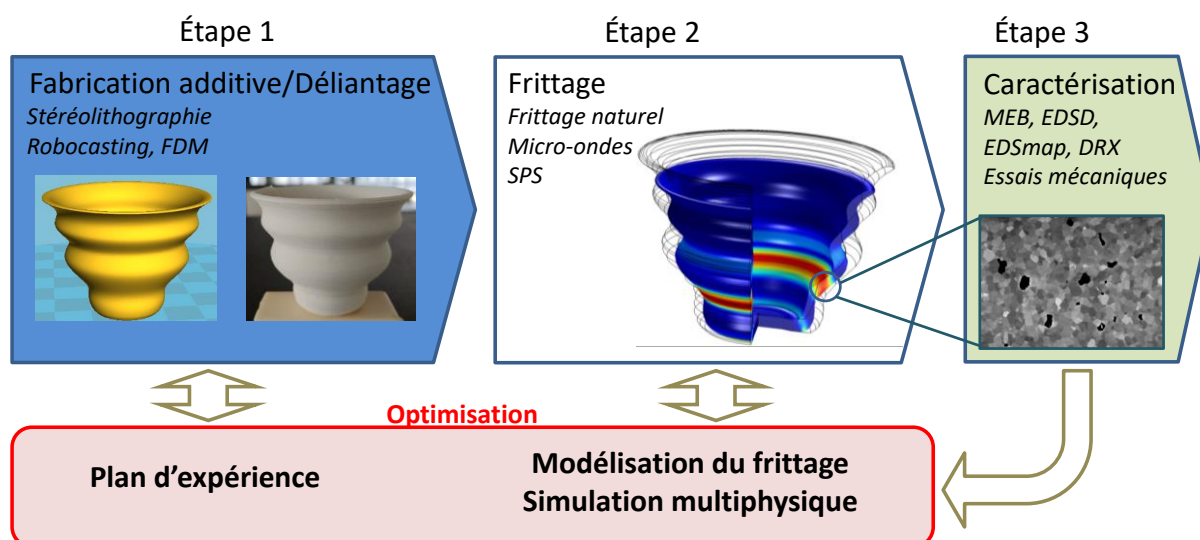 Étape 1
Fabrication additive/Déliantage
Stéréolithographie
Robocasting, FDM
Étape 2
Frittage
Frittage naturel
Micro-ondes
SPS
Étape 3
Caractérisation
MEB, EDSD,
EDSmap, DRX
Essais mécaniques
Optimisation
Plan d'expérience
Modélisation du frittage
Simulation multiphysique